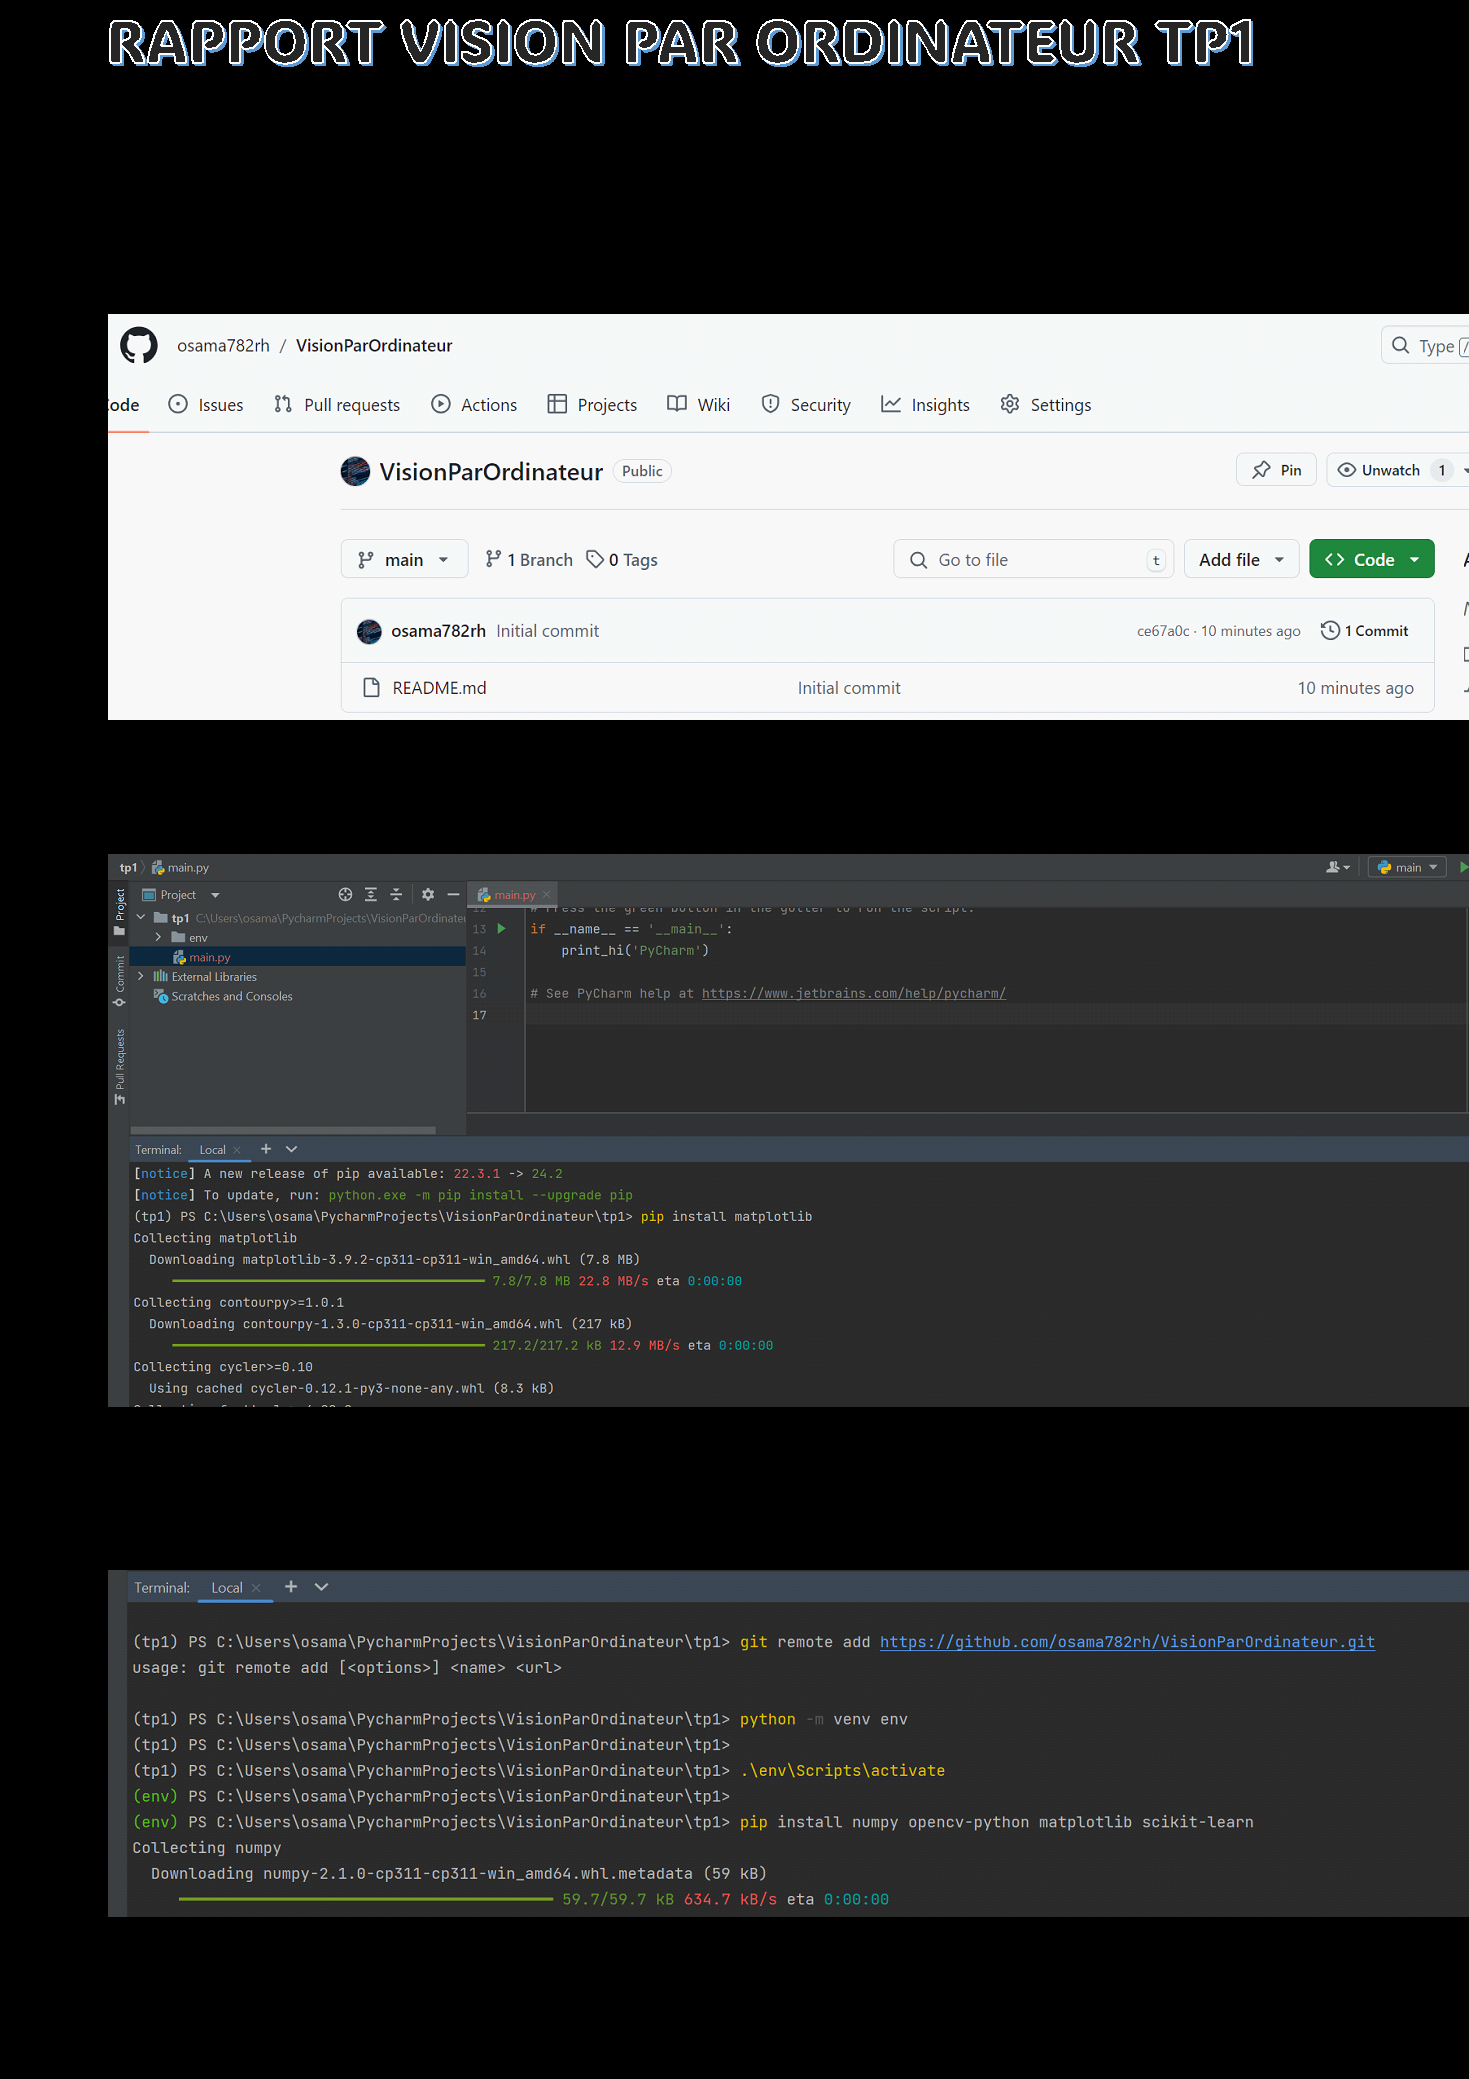 RAPPORT VISION PAR ORDINATEUR TP1
osama782rh / VisionParOrdinateur
Type /
Code Issues Pull requests Actions Projects Wiki Security Insights Settings
VisionParOrdinateur Public
Pin Unwatch 1
main 1 Branch 0 Tags
Go to file t Add file Code
osama782rh Initial commit ce67a0c · 10 minutes ago 1 Commit
README.md Initial commit 10 minutes ago
tp1 main.py
main
Project
main.py
tp1 C:\Users\osama\PycharmProjects\VisionParOrdinateu
env
main.py
External Libraries
Scratches and Consoles
Project
Commit
Pull Requests
12 # Press the green button in the gutter to run the script.
13 if __name__ == '__main__':
14 print_hi('PyCharm')
15
16 # See PyCharm help at https://www.jetbrains.com/help/pycharm/
17
Terminal: Local × +
[notice] A new release of pip available: 22.3.1 -> 24.2
[notice] To update, run: python.exe -m pip install --upgrade pip
(tp1) PS C:\Users\osama\PycharmProjects\VisionParOrdinateur\tp1> pip install matplotlib
Collecting matplotlib
Downloading matplotlib-3.9.2-cp311-cp311-win_amd64.whl (7.8 MB)
7.8/7.8 MB 22.8 MB/s eta 0:00:00
Collecting contourpy>=1.0.1
Downloading contourpy-1.3.0-cp311-cp311-win_amd64.whl (217 kB)
217.2/217.2 kB 12.9 MB/s eta 0:00:00
Collecting cycler>=0.10
Using cached cycler-0.12.1-py3-none-any.whl (8.3 kB)
Terminal: Local × +
(tp1) PS C:\Users\osama\PycharmProjects\VisionParOrdinateur\tp1> git remote add https://github.com/osama782rh/VisionParOrdinateur.git
usage: git remote add [<options>] <name> <url>
(tp1) PS C:\Users\osama\PycharmProjects\VisionParOrdinateur\tp1> python -m venv env
(tp1) PS C:\Users\osama\PycharmProjects\VisionParOrdinateur\tp1>
(tp1) PS C:\Users\osama\PycharmProjects\VisionParOrdinateur\tp1> .\env\Scripts\activate
(env) PS C:\Users\osama\PycharmProjects\VisionParOrdinateur\tp1>
(env) PS C:\Users\osama\PycharmProjects\VisionParOrdinateur\tp1> pip install numpy opencv-python matplotlib scikit-learn
Collecting numpy
Downloading numpy-2.1.0-cp311-cp311-win_amd64.whl.metadata (59 kB)
59.7/59.7 kB 634.7 kB/s eta 0:00:00